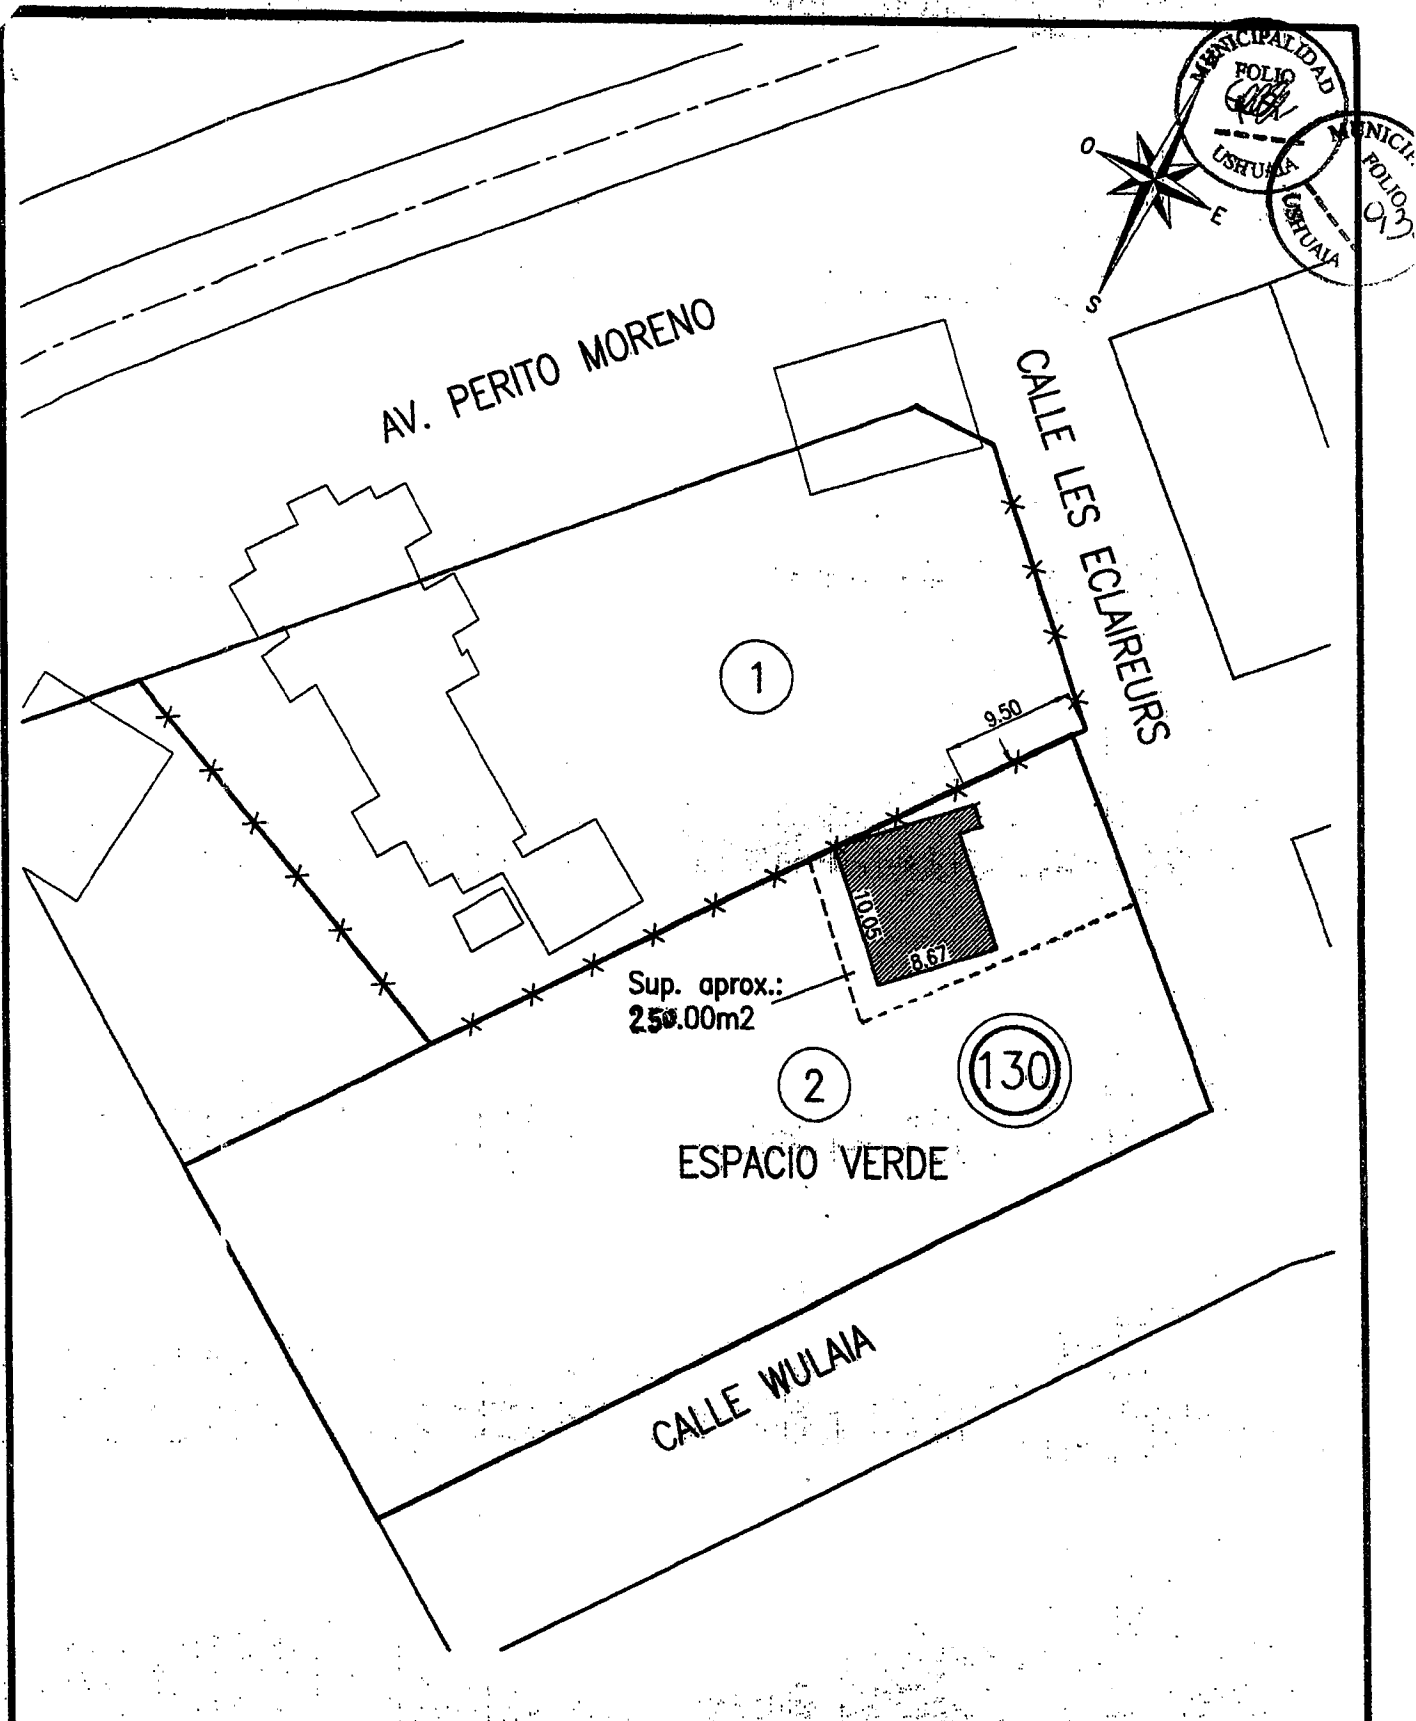 MUNICIPALIDAD
FOLIO
USHUAIA
MUNICI
FOLIO
USHUAIA
O
E
S
AV. PERITO MORENO
CALLE LES ECLAIREURS
1
9.50
10.05
8.67
Sup. aprox.:
250.00m2
2
130
ESPACIO VERDE
CALLE WULAIA